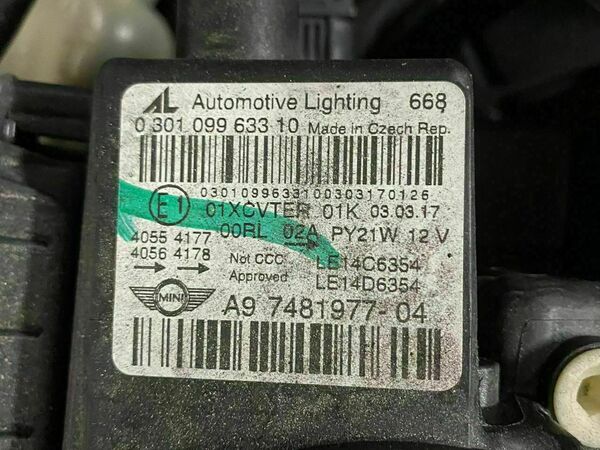 AL Automotive Lighting 668
0 301 099 633 10 Made in Czech Rep.
0301099633100303170126
E1 01XCVTER 01K 03.03.17
00RL 02A PY21W 12 V
4055 4177
4056 4178
Not CCC LE14C6354
Approved LE14D6354
MINI
A9 7481977-04